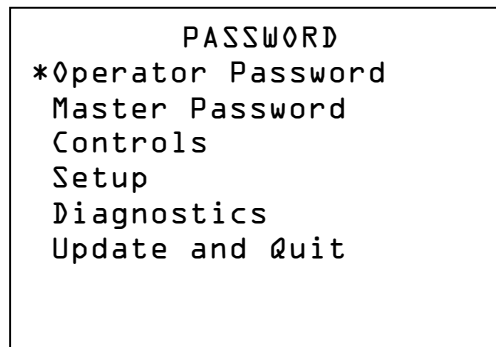 PASSWORD
*Operator Password
Master Password
Controls
Setup
Diagnostics
Update and Quit